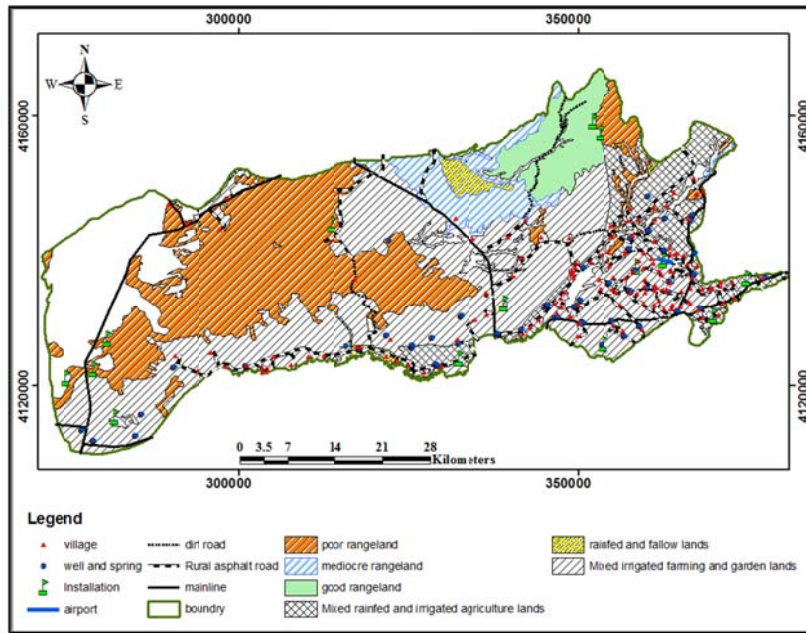 300000 350000
N
W E
S
4160000 4160000
4120000 4120000
0 3.5 7 14 21 28
Kilometers
300000 350000
Legend
village dirt road poor rangeland rainfed and fallow lands
well and spring Rural asphalt road mediocre rangeland Mixed irrigated farming and garden lands
Installation mainline good rangeland
airport boundry Mixed rainfed and irrigated agriculture lands